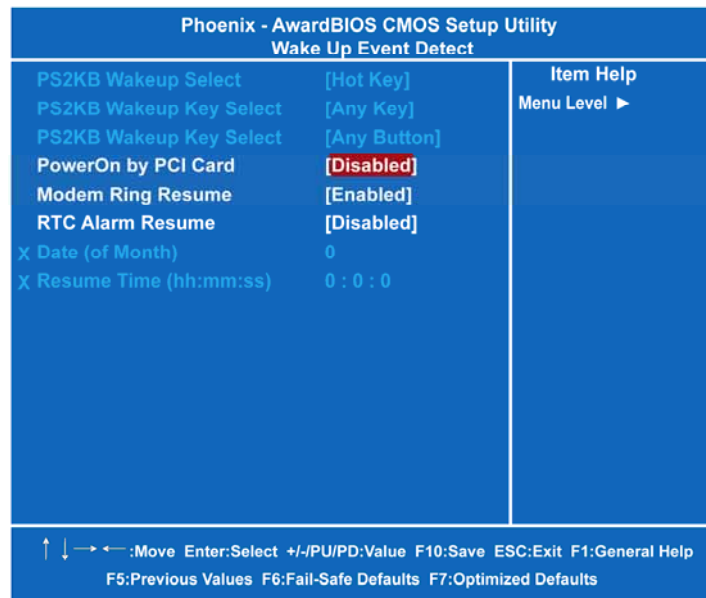 Phoenix - AwardBIOS CMOS Setup Utility
Wake Up Event Detect
PS2KB Wakeup Select [Hot Key]
PS2KB Wakeup Key Select [Any Key]
PS2KB Wakeup Key Select [Any Button]
PowerOn by PCI Card [Disabled]
Modem Ring Resume [Enabled]
RTC Alarm Resume [Disabled]
X Date (of Month) 0
X Resume Time (hh:mm:ss) 0 : 0 : 0
Item Help
Menu Level ►
↑ ↓ → ← :Move Enter:Select +/-/PU/PD:Value F10:Save ESC:Exit F1:General Help
F5:Previous Values F6:Fail-Safe Defaults F7:Optimized Defaults